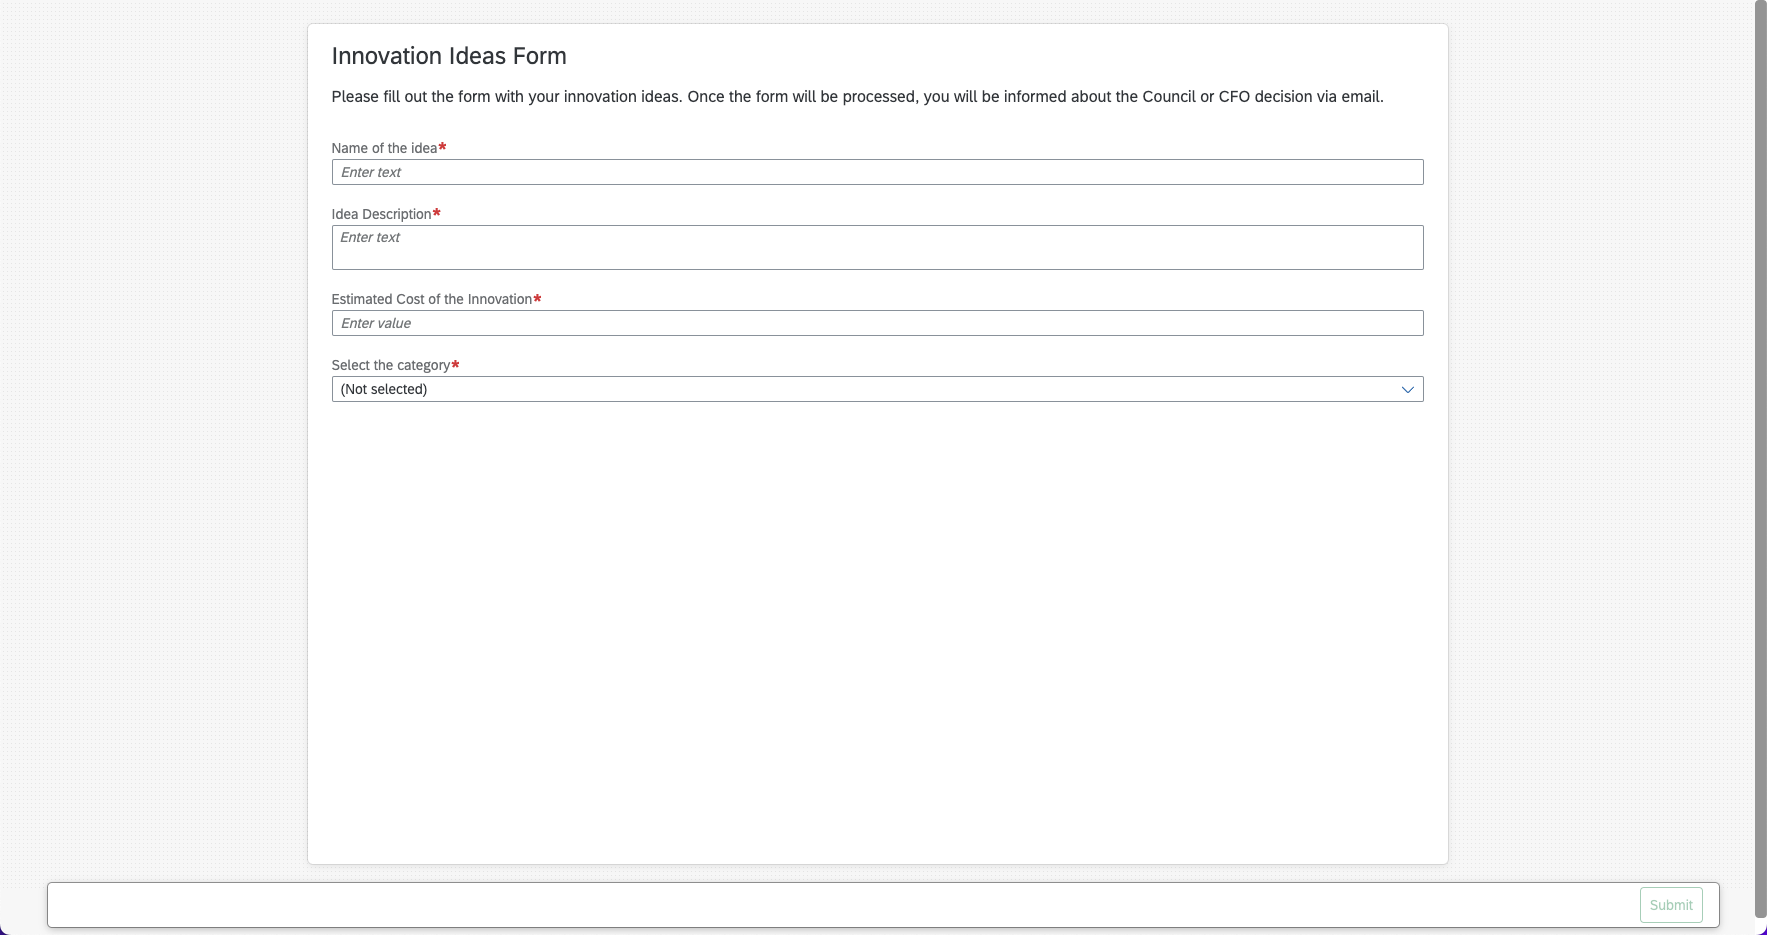 Innovation Ideas Form
Please fill out the form with your innovation ideas. Once the form will be processed, you will be informed about the Council or CFO decision via email.
Name of the idea*
Enter text
Idea Description*
Enter text
Estimated Cost of the Innovation*
Enter value
Select the category*
(Not selected)
Submit